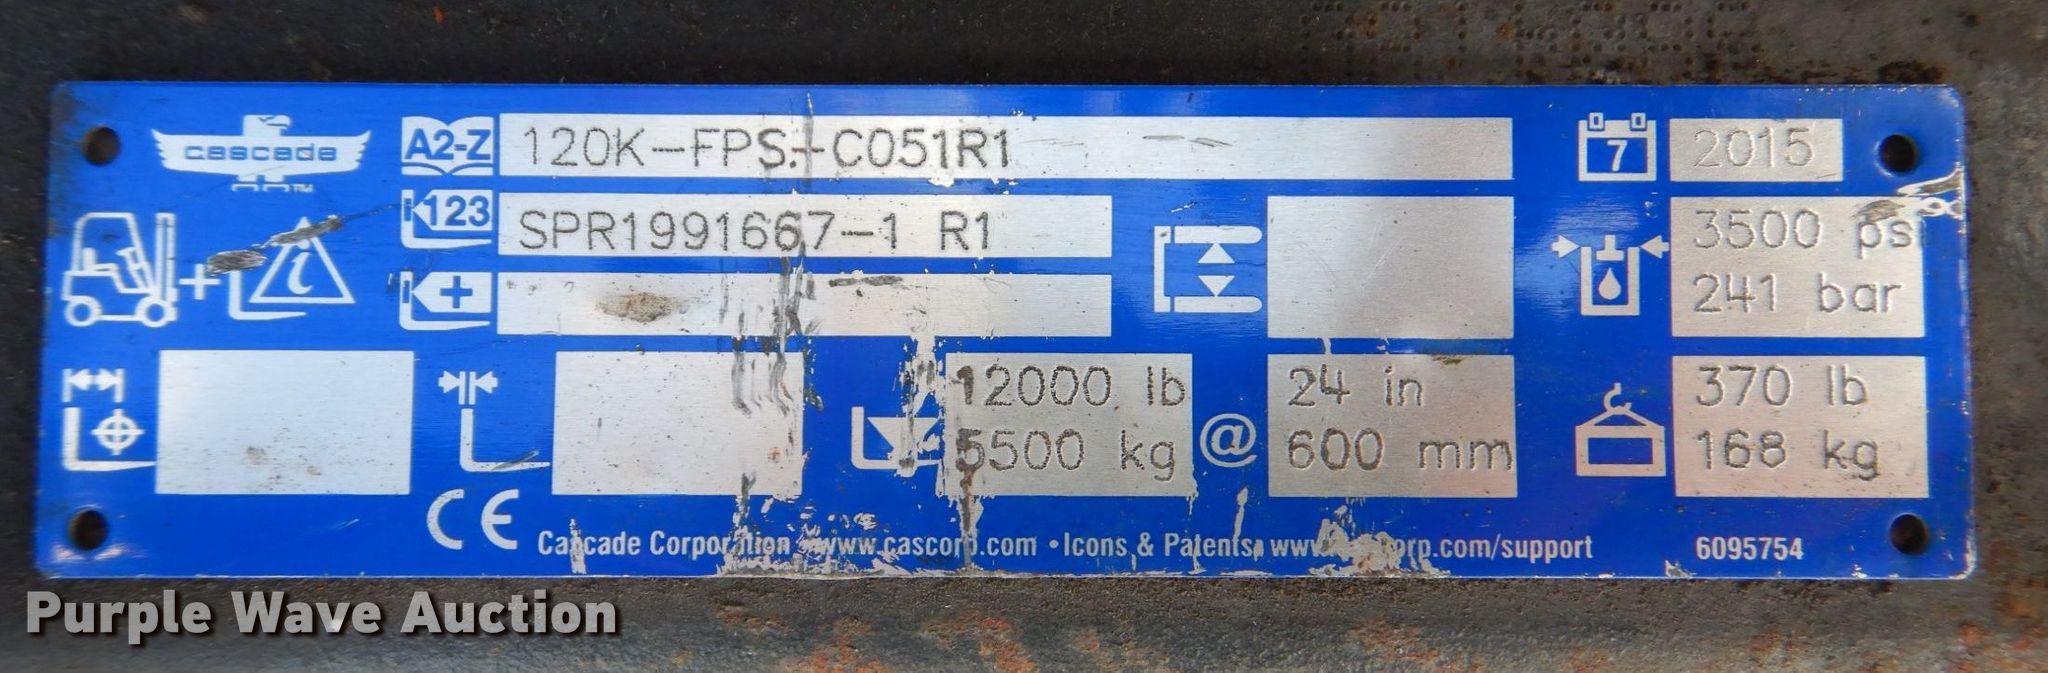 cascade™
A2-Z
120K-FPS.-C051R1
7
2015
123
SPR1991667-1 R1
3500 psi
241 bar
i
12000 lb
5500 kg
@
24 in
600 mm
370 lb
168 kg
CE
Cascade Corporation www.cascorp.com • Icons & Patents, www.cascorp.com/support
6095754
Purple Wave Auction